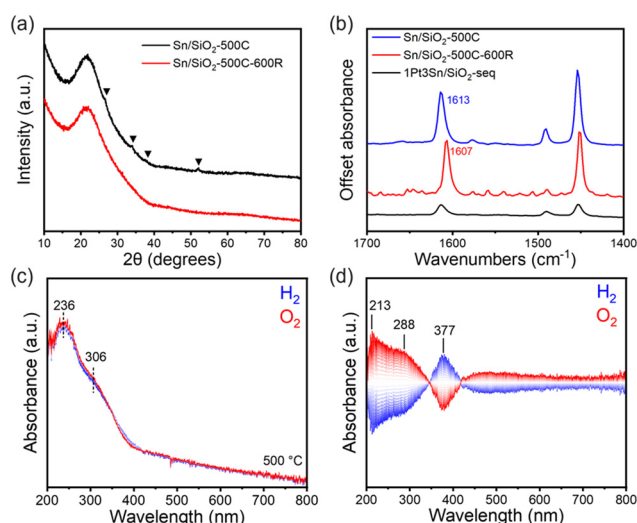 (a)
Sn/SiO2-500C
Sn/SiO2-500C-600R
Intensity (a.u.)
10 20 30 40 50 60 70 80
2θ (degrees)
(b)
Sn/SiO2-500C
Sn/SiO2-500C-600R
1Pt3Sn/SiO2-seq
1613
1607
Offset absorbance
1700 1600 1500 1400
Wavenumbers (cm-1)
(c)
H2
O2
236
306
500 °C
Absorbance (a.u.)
200 300 400 500 600 700 800
Wavelength (nm)
(d)
H2
O2
213
288
377
Absorbance (a.u.)
200 300 400 500 600 700 800
Wavelength (nm)